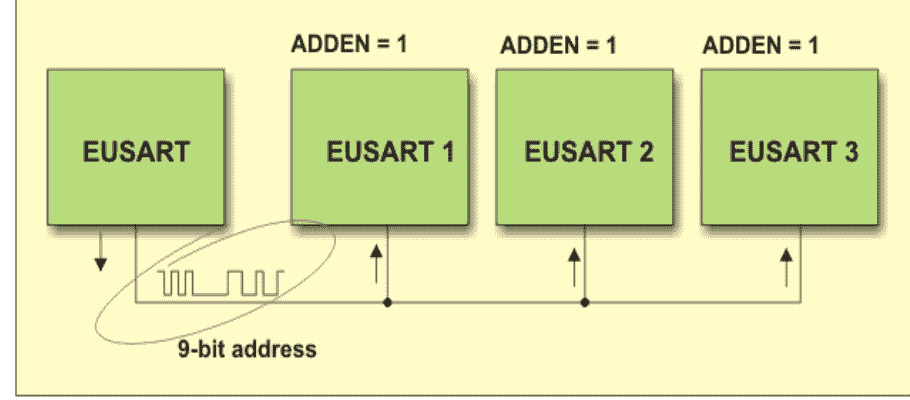 ADDEN = 1 ADDEN = 1 ADDEN = 1
EUSART EUSART 1 EUSART 2 EUSART 3
9-bit address